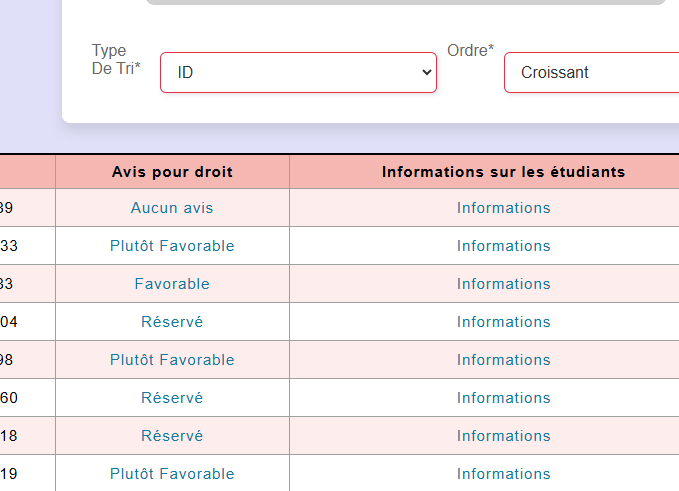 Type
De Tri*
ID
Ordre*
Croissant
Avis pour droit Informations sur les étudiants
39 Aucun avis Informations
33 Plutôt Favorable Informations
33 Favorable Informations
04 Réservé Informations
98 Plutôt Favorable Informations
60 Réservé Informations
18 Réservé Informations
19 Plutôt Favorable Informations